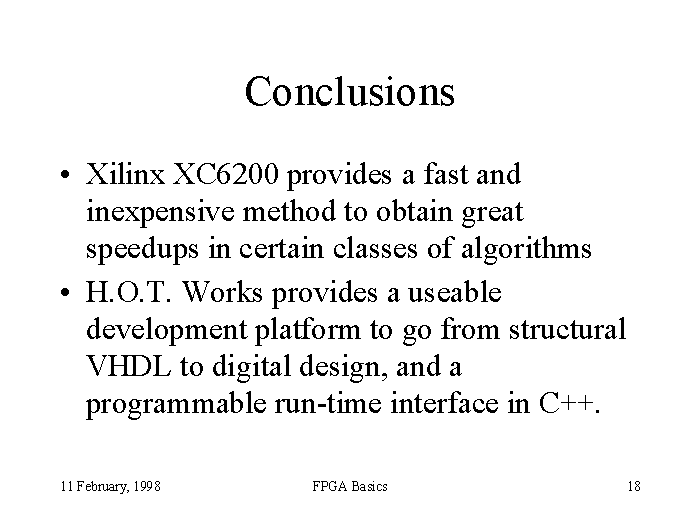 Conclusions
• Xilinx XC6200 provides a fast and
inexpensive method to obtain great
speedups in certain classes of algorithms
• H.O.T. Works provides a useable
development platform to go from structural
VHDL to digital design, and a
programmable run-time interface in C++.
11 February, 1998 FPGA Basics 18